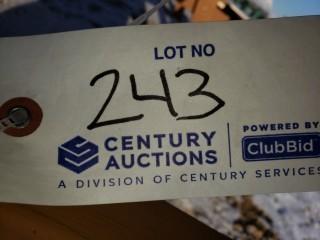 LOT NO
243
CENTURY
AUCTIONS
POWERED BY
ClubBid
A DIVISION OF CENTURY SERVICES